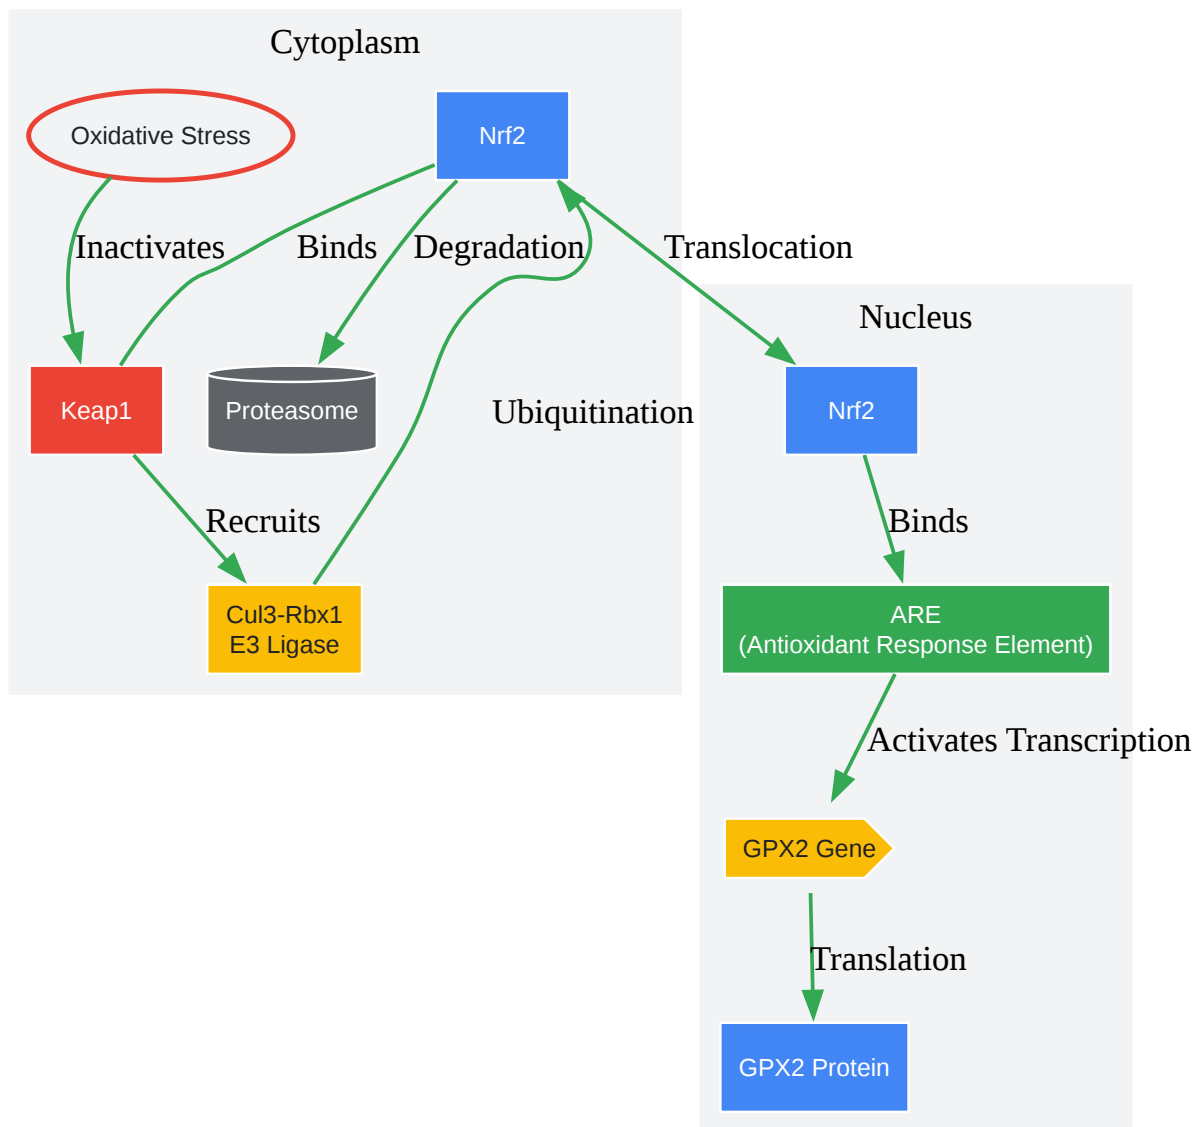 Cytoplasm
Oxidative Stress
Nrf2
Inactivates
Binds
Degradation
Translocation
Nucleus
Keap1
Proteasome
Ubiquitination
Nrf2
Recruits
Binds
Cul3-Rbx1
E3 Ligase
ARE
(Antioxidant Response Element)
Activates Transcription
GPX2 Gene
Translation
GPX2 Protein